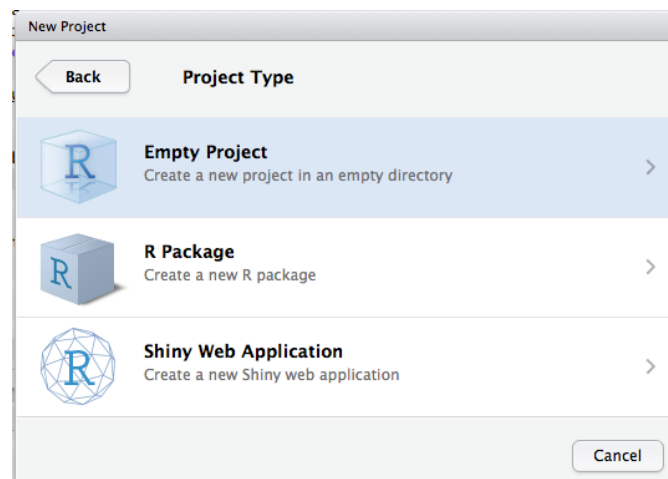 New Project
Back
Project Type
R
Empty Project
Create a new project in an empty directory
R
R Package
Create a new R package
R
Shiny Web Application
Create a new Shiny web application
Cancel